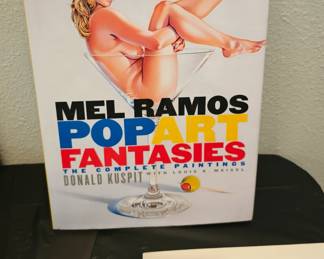 MEL RAMOS
POP ART
FANTASIES
THE COMPLETE PAINTINGS
DONALD KUSPIT WITH LOUIS K. MEISEL